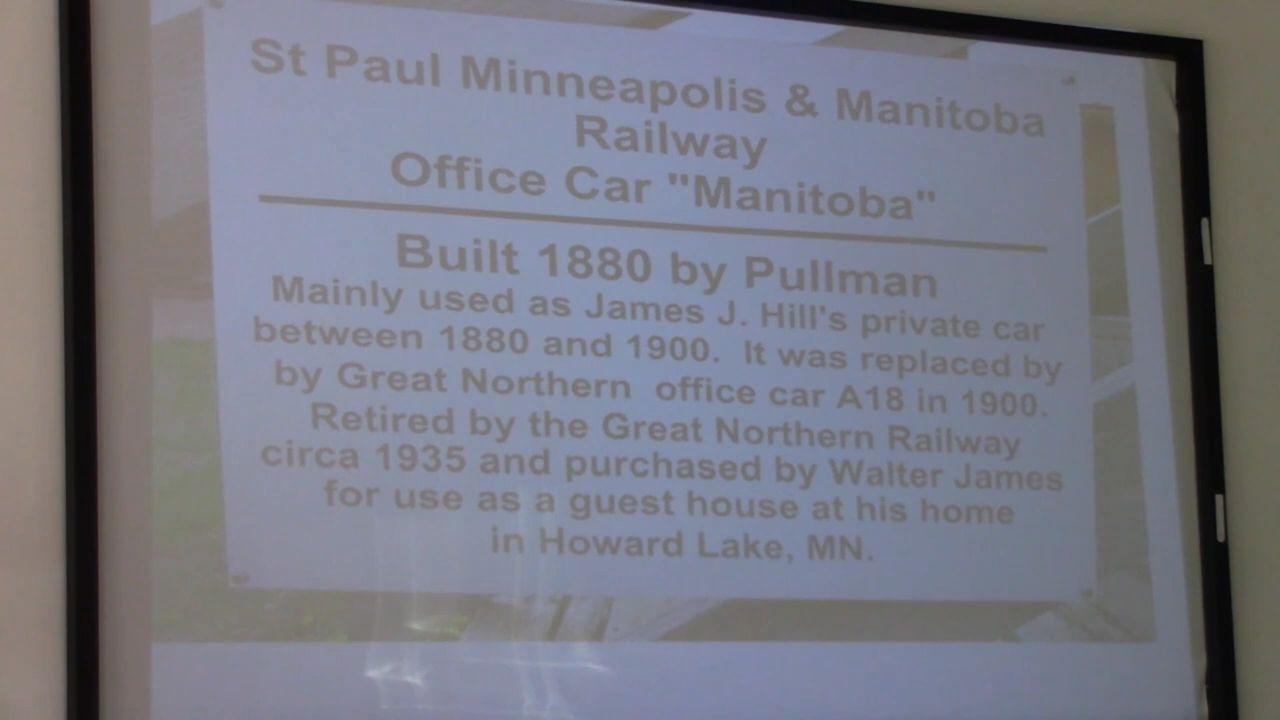 St Paul Minneapolis & Manitoba
Railway
Office Car "Manitoba"
Built 1880 by Pullman
Mainly used as James J. Hill's private car
between 1880 and 1900. It was replaced by
by Great Northern office car A18 in 1900.
Retired by the Great Northern Railway
circa 1935 and purchased by Walter James
for use as a guest house at his home
in Howard Lake, MN.